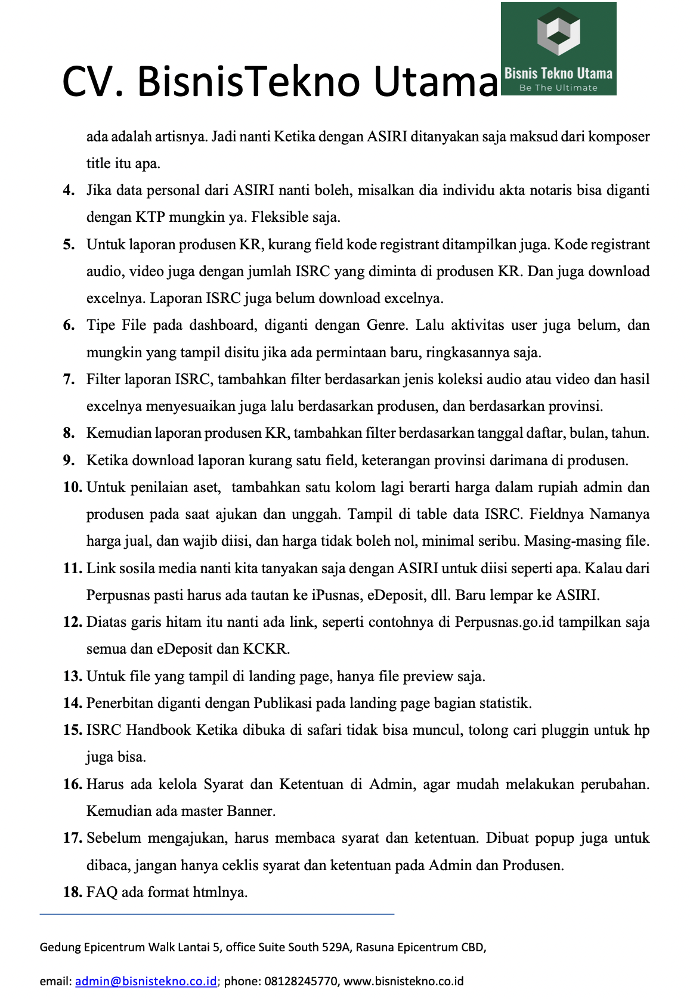 CV. BisnisTekno Utama
Bisnis Tekno Utama
Be The Ultimate
ada adalah artisnya. Jadi nanti Ketika dengan ASIRI ditanyakan saja maksud dari komposer
title itu apa.
4. Jika data personal dari ASIRI nanti boleh, misalkan dia individu akta notaris bisa diganti
dengan KTP mungkin ya. Fleksible saja.
5. Untuk laporan produsen KR, kurang field kode registrant ditampilkan juga. Kode registrant
audio, video juga dengan jumlah ISRC yang diminta di produsen KR. Dan juga download
excelnya. Laporan ISRC juga belum download excelnya.
6. Tipe File pada dashboard, diganti dengan Genre. Lalu aktivitas user juga belum, dan
mungkin yang tampil disitu jika ada permintaan baru, ringkasannya saja.
7. Filter laporan ISRC, tambahkan filter berdasarkan jenis koleksi audio atau video dan hasil
excelnya menyesuaikan juga lalu berdasarkan produsen, dan berdasarkan provinsi.
8. Kemudian laporan produsen KR, tambahkan filter berdasarkan tanggal daftar, bulan, tahun.
9. Ketika download laporan kurang satu field, keterangan provinsi darimana di produsen.
10. Untuk penilaian aset, tambahkan satu kolom lagi berarti harga dalam rupiah admin dan
produsen pada saat ajukan dan unggah. Tampil di table data ISRC. Fieldnya Namanya
harga jual, dan wajib diisi, dan harga tidak boleh nol, minimal seribu. Masing-masing file.
11. Link sosila media nanti kita tanyakan saja dengan ASIRI untuk diisi seperti apa. Kalau dari
Perpusnas pasti harus ada tautan ke iPusnas, eDeposit, dll. Baru lempar ke ASIRI.
12. Diatas garis hitam itu nanti ada link, seperti contohnya di Perpusnas.go.id tampilkan saja
semua dan eDeposit dan KCKR.
13. Untuk file yang tampil di landing page, hanya file preview saja.
14. Penerbitan diganti dengan Publikasi pada landing page bagian statistik.
15. ISRC Handbook Ketika dibuka di safari tidak bisa muncul, tolong cari pluggin untuk hp
juga bisa.
16. Harus ada kelola Syarat dan Ketentuan di Admin, agar mudah melakukan perubahan.
Kemudian ada master Banner.
17. Sebelum mengajukan, harus membaca syarat dan ketentuan. Dibuat popup juga untuk
dibaca, jangan hanya ceklis syarat dan ketentuan pada Admin dan Produsen.
18. FAQ ada format htmlnya.
Gedung Epicentrum Walk Lantai 5, office Suite South 529A, Rasuna Epicentrum CBD,
email: admin@bisnistekno.co.id; phone: 08128245770, www.bisnistekno.co.id